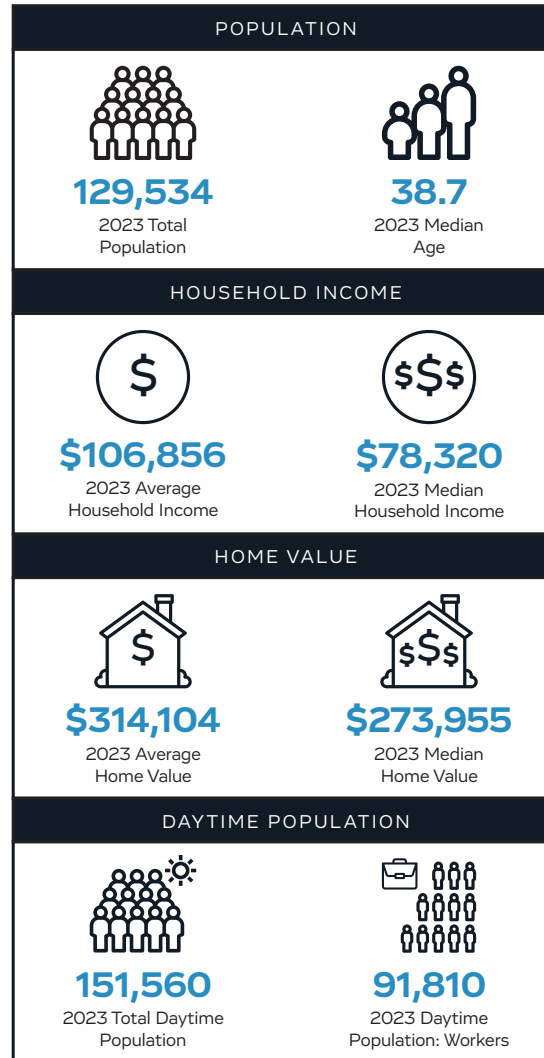 POPULATION
129,534
2023 Total
Population
38.7
2023 Median
Age
HOUSEHOLD INCOME
$
$106,856
2023 Average
Household Income
$$$
$78,320
2023 Median
Household Income
HOME VALUE
$
$314,104
2023 Average
Home Value
$$$
$273,955
2023 Median
Home Value
DAYTIME POPULATION
151,560
2023 Total Daytime
Population
91,810
2023 Daytime
Population: Workers